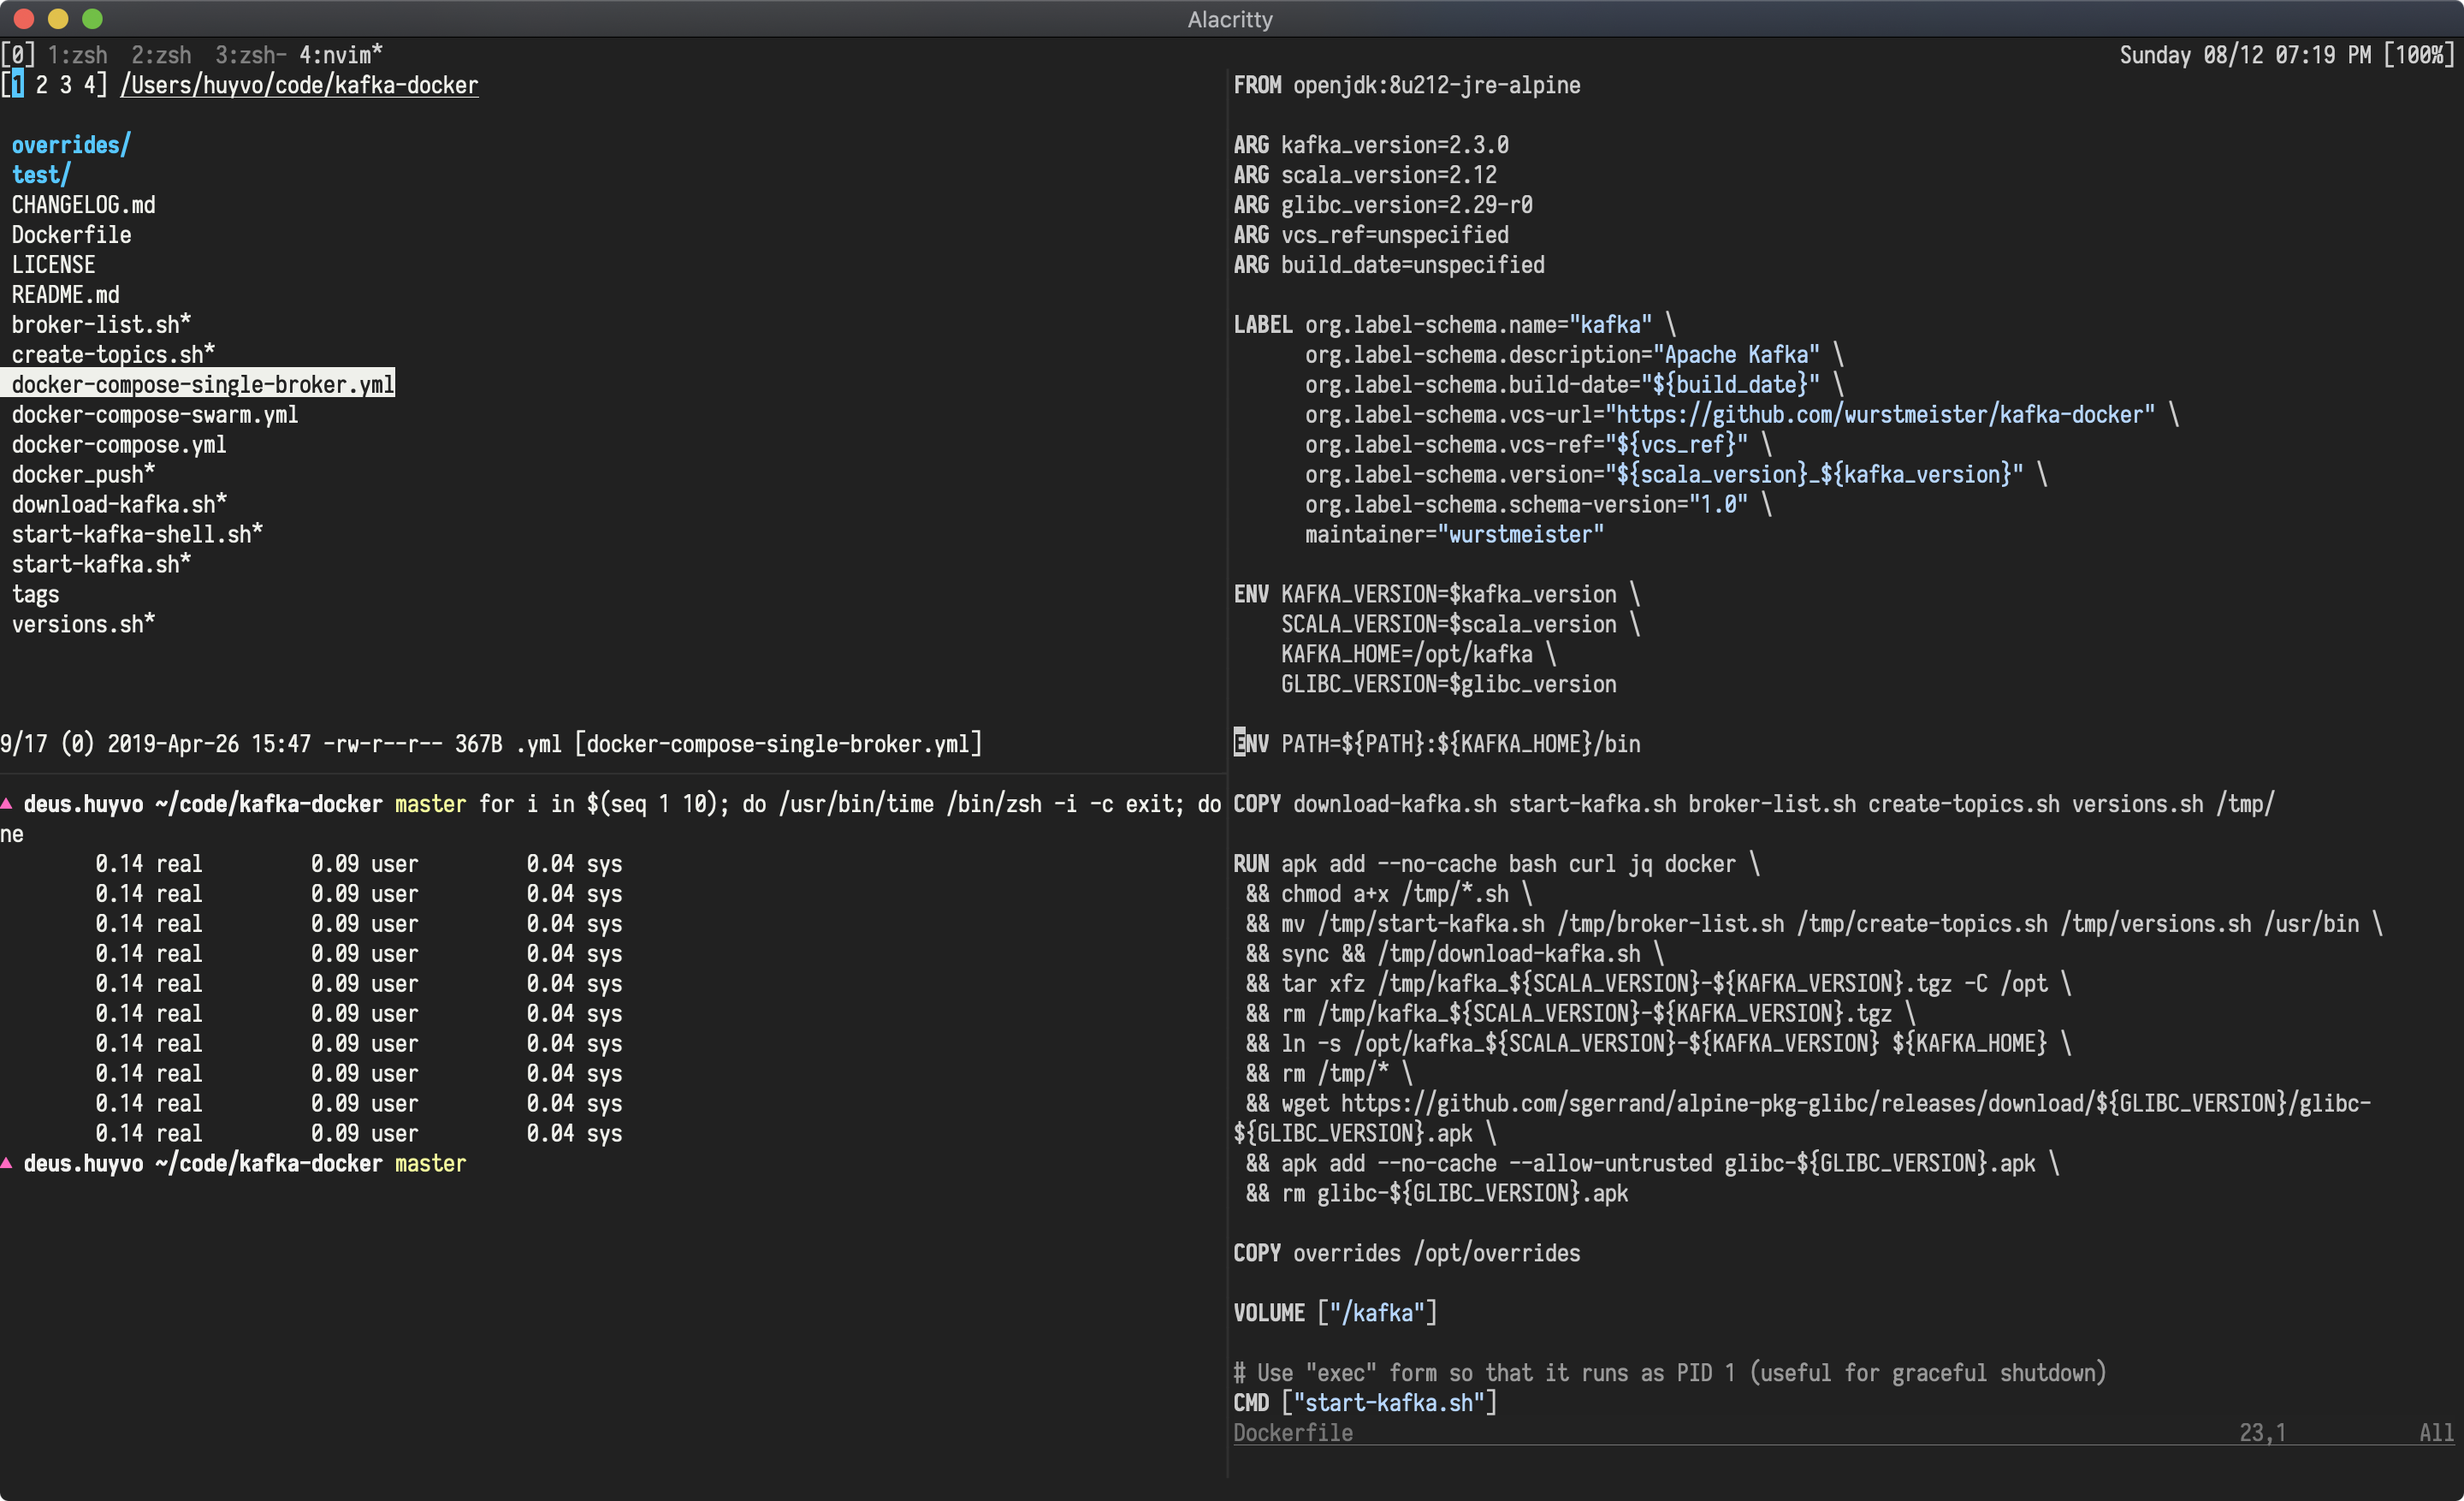 Alacritty
[0] 1:zsh  2:zsh  3:zsh- 4:nvim*
Sunday 08/12 07:19 PM [100%]
[1 2 3 4] /Users/huyvo/code/kafka-docker
overrides/
test/
CHANGELOG.md
Dockerfile
LICENSE
README.md
broker-list.sh*
create-topics.sh*
docker-compose-single-broker.yml
docker-compose-swarm.yml
docker-compose.yml
docker_push*
download-kafka.sh*
start-kafka-shell.sh*
start-kafka.sh*
tags
versions.sh*
9/17 (0) 2019-Apr-26 15:47 -rw-r--r-- 367B .yml [docker-compose-single-broker.yml]
▲ deus.huyvo ~/code/kafka-docker master for i in $(seq 1 10); do /usr/bin/time /bin/zsh -i -c exit; do
ne
0.14 real         0.09 user         0.04 sys
0.14 real         0.09 user         0.04 sys
0.14 real         0.09 user         0.04 sys
0.14 real         0.09 user         0.04 sys
0.14 real         0.09 user         0.04 sys
0.14 real         0.09 user         0.04 sys
0.14 real         0.09 user         0.04 sys
0.14 real         0.09 user         0.04 sys
0.14 real         0.09 user         0.04 sys
0.14 real         0.09 user         0.04 sys
▲ deus.huyvo ~/code/kafka-docker master
FROM openjdk:8u212-jre-alpine
ARG kafka_version=2.3.0
ARG scala_version=2.12
ARG glibc_version=2.29-r0
ARG vcs_ref=unspecified
ARG build_date=unspecified
LABEL org.label-schema.name="kafka" \
      org.label-schema.description="Apache Kafka" \
      org.label-schema.build-date="${build_date}" \
      org.label-schema.vcs-url="https://github.com/wurstmeister/kafka-docker" \
      org.label-schema.vcs-ref="${vcs_ref}" \
      org.label-schema.version="${scala_version}_${kafka_version}" \
      org.label-schema.schema-version="1.0" \
      maintainer="wurstmeister"
ENV KAFKA_VERSION=$kafka_version \
    SCALA_VERSION=$scala_version \
    KAFKA_HOME=/opt/kafka \
    GLIBC_VERSION=$glibc_version
ENV PATH=${PATH}:${KAFKA_HOME}/bin
COPY download-kafka.sh start-kafka.sh broker-list.sh create-topics.sh versions.sh /tmp/
RUN apk add --no-cache bash curl jq docker \
 && chmod a+x /tmp/*.sh \
 && mv /tmp/start-kafka.sh /tmp/broker-list.sh /tmp/create-topics.sh /tmp/versions.sh /usr/bin \
 && sync && /tmp/download-kafka.sh \
 && tar xfz /tmp/kafka_${SCALA_VERSION}-${KAFKA_VERSION}.tgz -C /opt \
 && rm /tmp/kafka_${SCALA_VERSION}-${KAFKA_VERSION}.tgz \
 && ln -s /opt/kafka_${SCALA_VERSION}-${KAFKA_VERSION} ${KAFKA_HOME} \
 && rm /tmp/* \
 && wget https://github.com/sgerrand/alpine-pkg-glibc/releases/download/${GLIBC_VERSION}/glibc-
${GLIBC_VERSION}.apk \
 && apk add --no-cache --allow-untrusted glibc-${GLIBC_VERSION}.apk \
 && rm glibc-${GLIBC_VERSION}.apk
COPY overrides /opt/overrides
VOLUME ["/kafka"]
# Use "exec" form so that it runs as PID 1 (useful for graceful shutdown)
CMD ["start-kafka.sh"]
Dockerfile 23,1 All